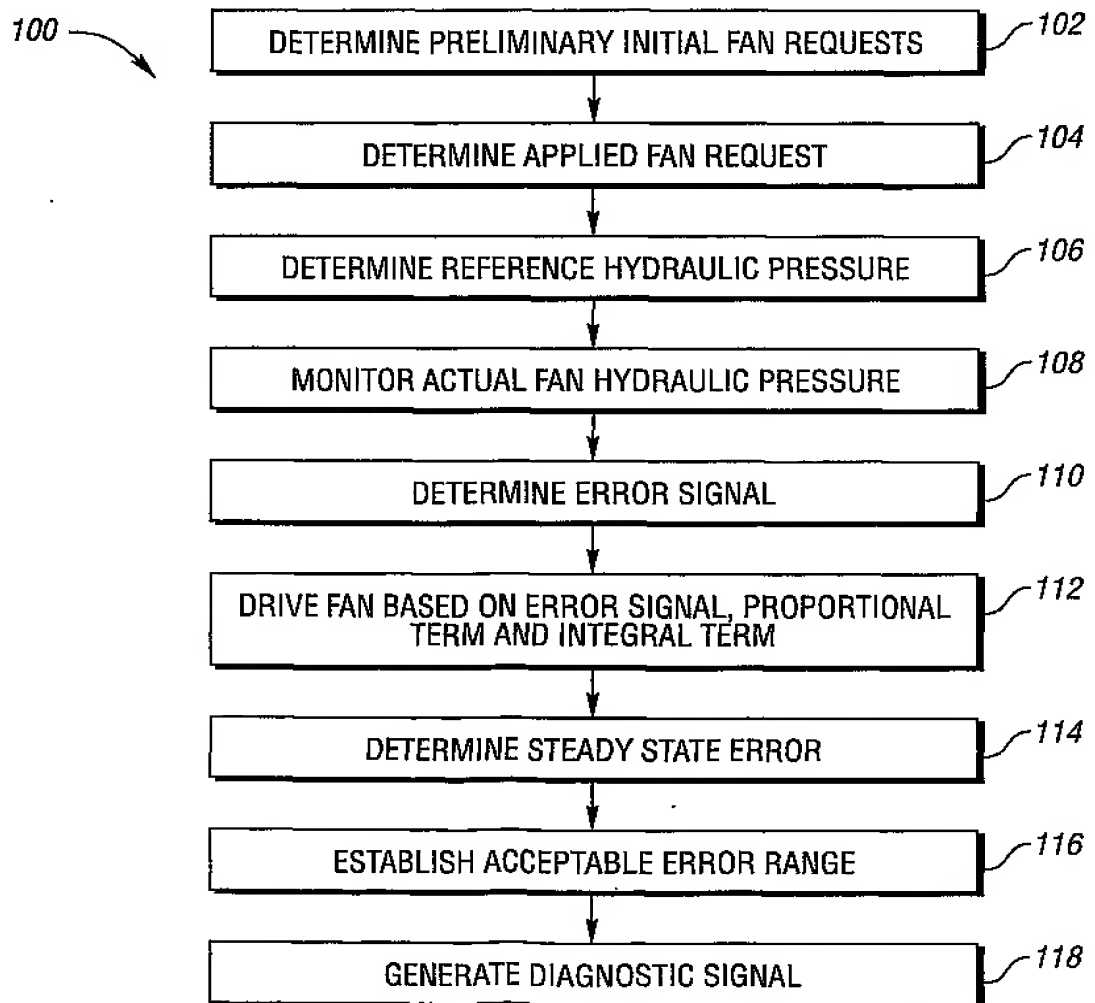 100
DETERMINE PRELIMINARY INITIAL FAN REQUESTS
102
DETERMINE APPLIED FAN REQUEST
104
DETERMINE REFERENCE HYDRAULIC PRESSURE
106
MONITOR ACTUAL FAN HYDRAULIC PRESSURE
108
DETERMINE ERROR SIGNAL
110
DRIVE FAN BASED ON ERROR SIGNAL, PROPORTIONAL
TERM AND INTEGRAL TERM
112
DETERMINE STEADY STATE ERROR
114
ESTABLISH ACCEPTABLE ERROR RANGE
116
GENERATE DIAGNOSTIC SIGNAL
118